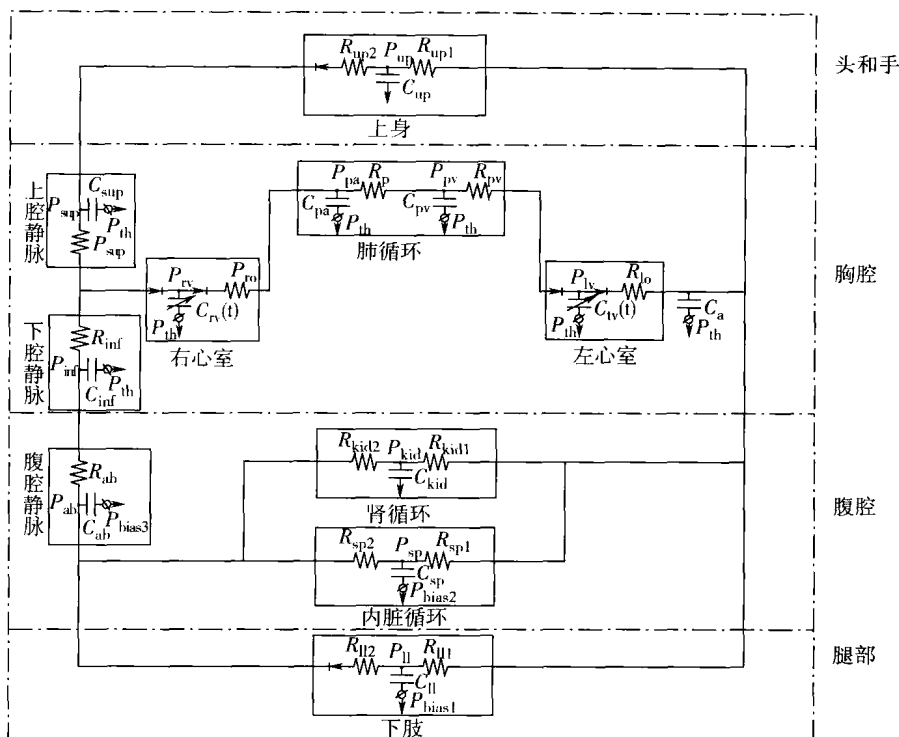 R_up2 P_up R_up1
C_up
上身
头和手
上腔静脉
C_sup
P_sup
P_th
P_sup
P_pa R_p P_pv R_pv
C_pa C_pv
P_th P_th
肺循环
胸腔
P_rv P_ro
C_rv(t)
P_th
右心室
P_lv R_lo
C_lv(t) C_a
P_th P_th
左心室
下腔静脉
R_inf
P_inf P_th
C_inf
腹腔静脉
R_ab
P_ab P_bias3
C_ab
R_kid2 P_kid R_kid1
C_kid
肾循环
腹腔
R_sp2 P_sp R_sp1
C_sp
P_bias2
内脏循环
R_ll2 P_ll R_ll1
C_ll
P_bias1
下肢
腿部